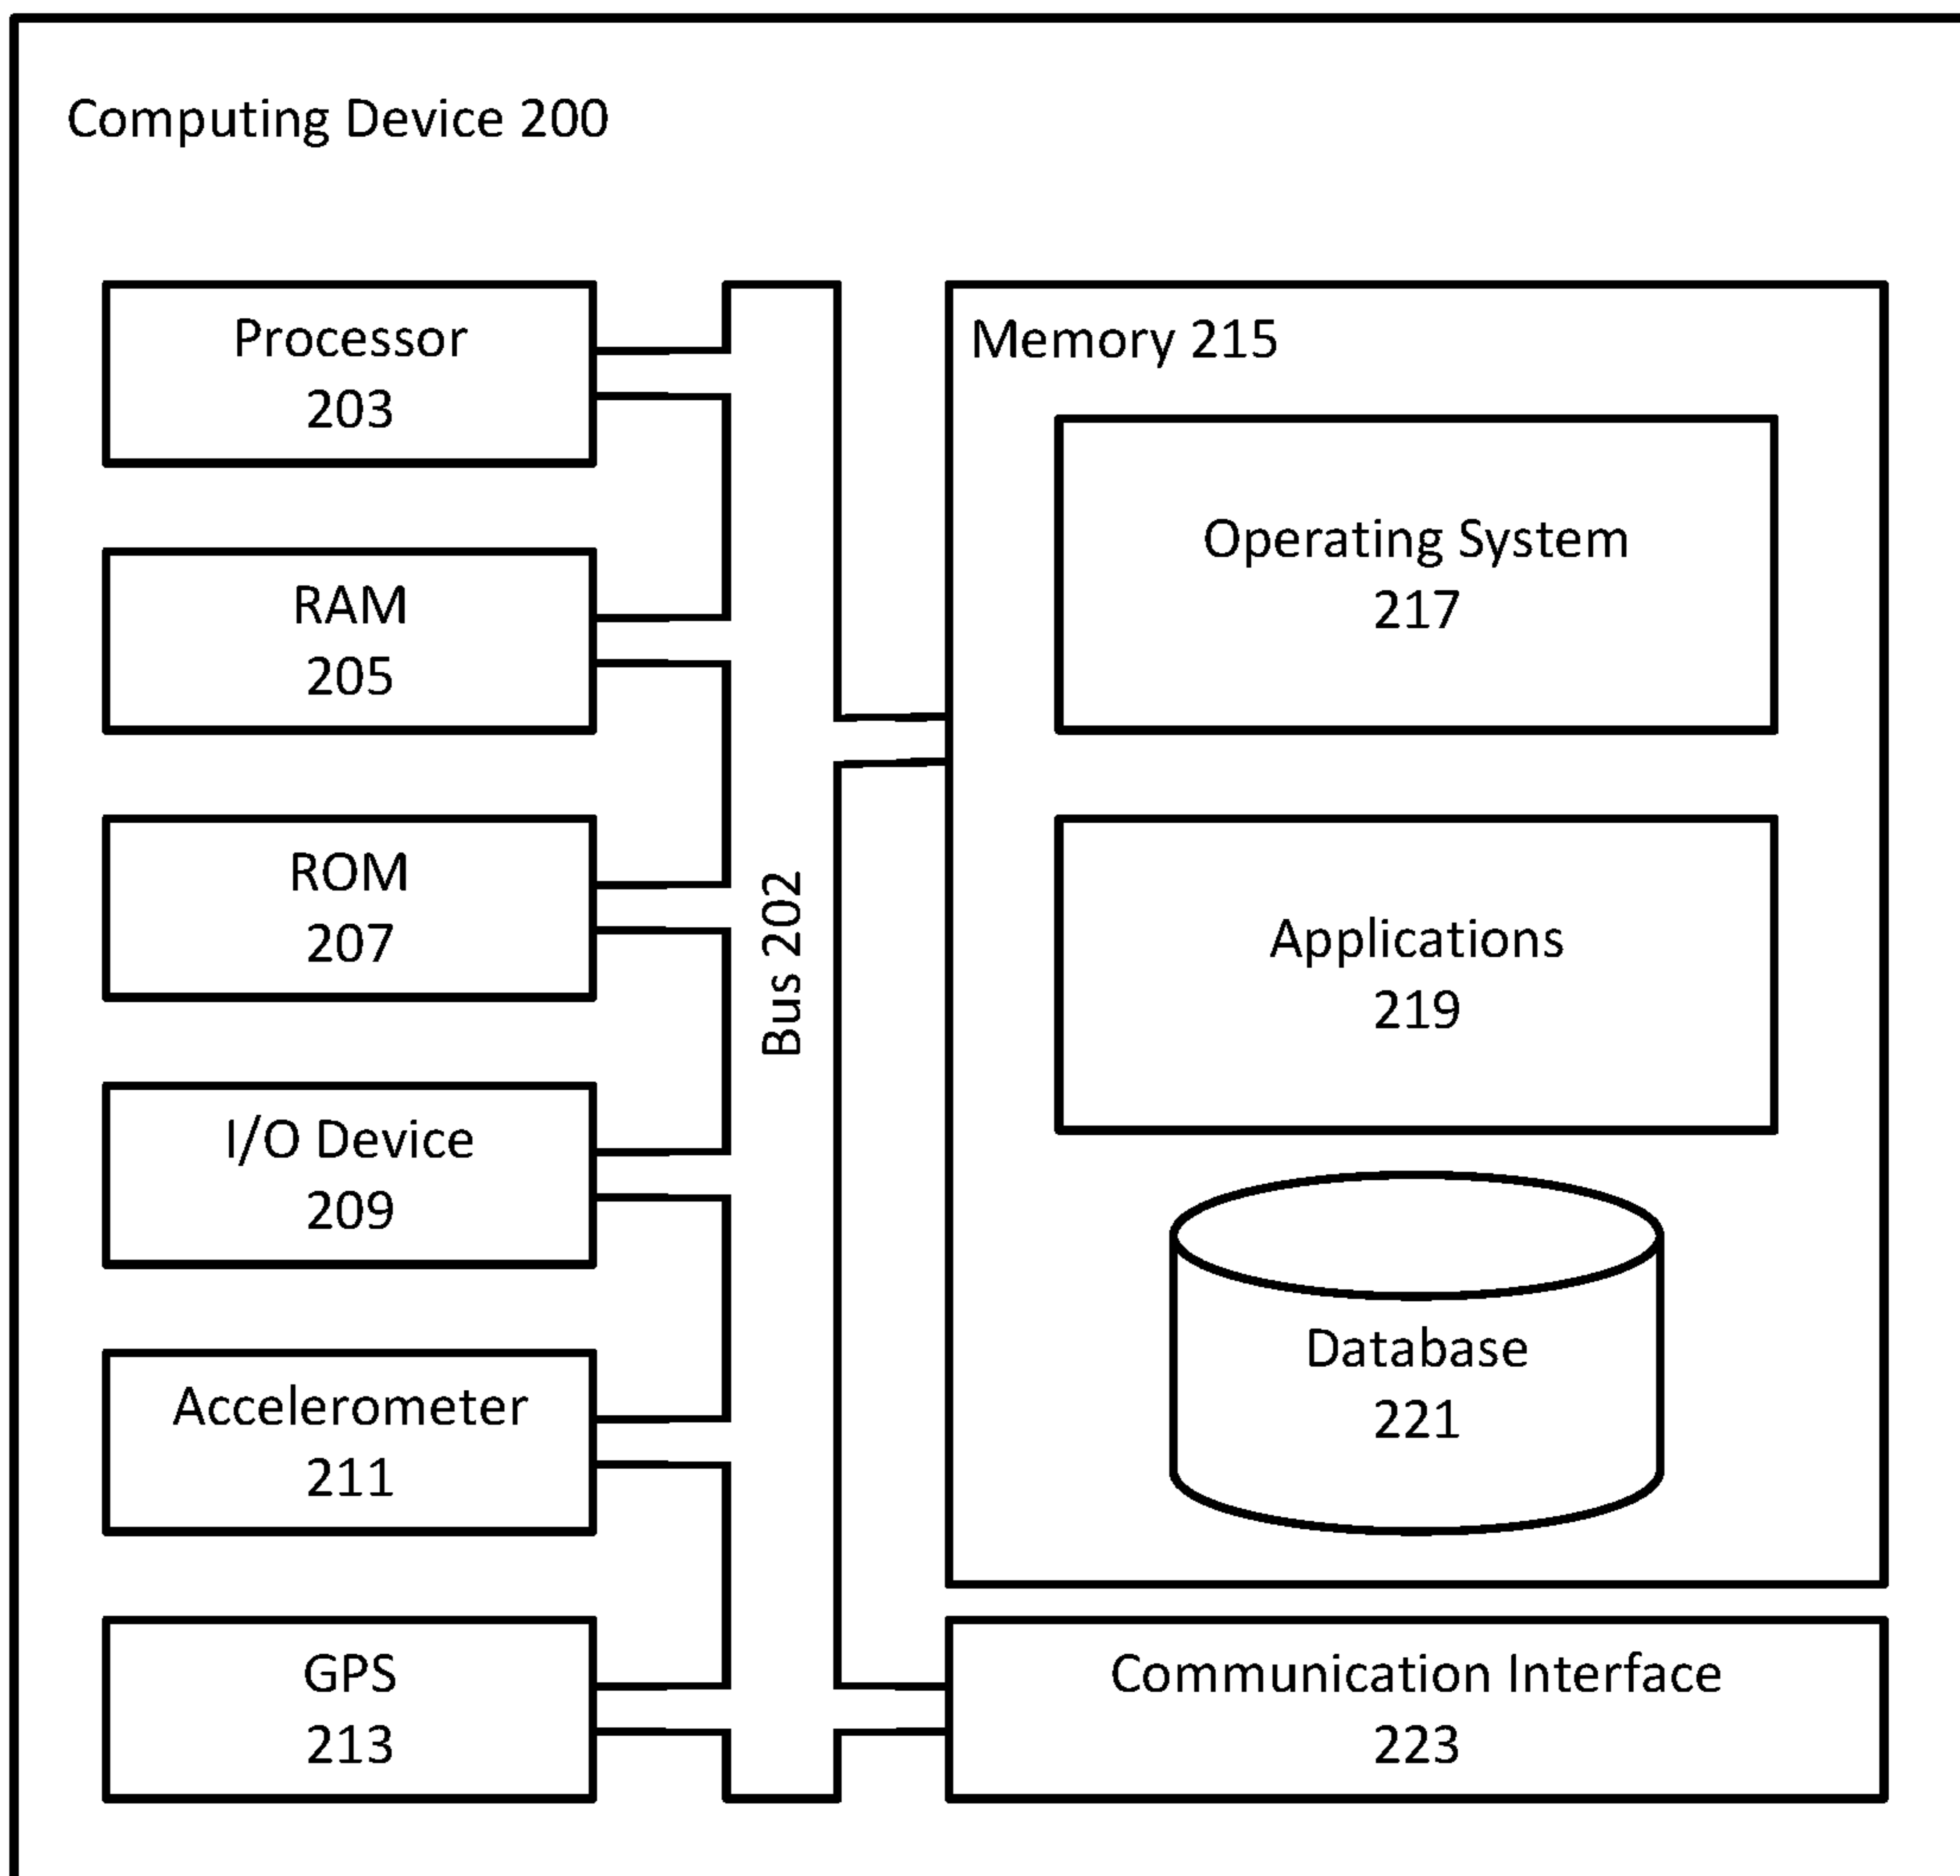 Computing Device 200
Processor
203
RAM
205
ROM
207
I/O Device
209
Accelerometer
211
GPS
213
Bus 202
Memory 215
Operating System
217
Applications
219
Database
221
Communication Interface
223